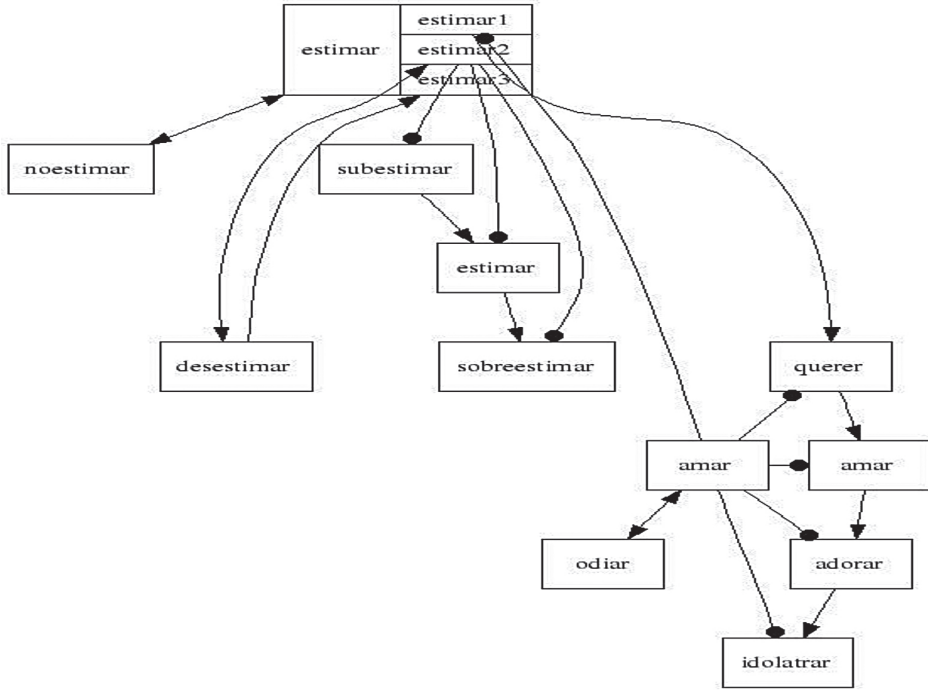 estimar1
estimar
estimar2
estimar3
noestimar
subestimar
estimar
desestimar
sobreestimar
querer
amar
amar
odiar
adorar
idolatrar